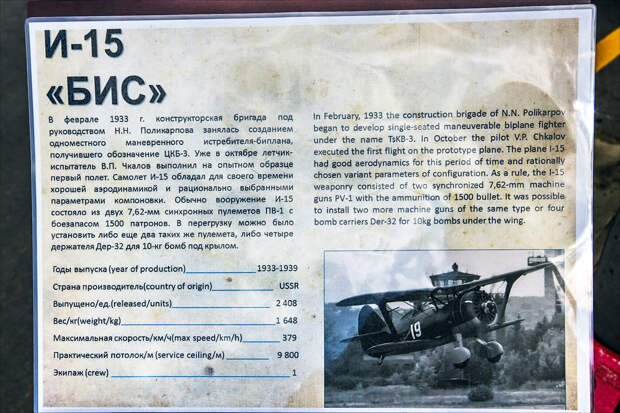 И-15
«БИС»
В феврале 1933 г. конструкторская бригада под
руководством Н.Н. Поликарпова занялась созданием
одноместного маневренного истребителя-биплана,
получившего обозначение ЦКБ-3. Уже в октябре летчик-
испытатель В.П. Чкалов выполнил на опытном образце
первый полет. Самолет И-15 обладал для своего времени
хорошей аэродинамикой и рационально выбранными
параметрами компоновки. Обычно вооружение И-15
состояло из двух 7,62-мм синхронных пулеметов ПВ-1 с
боезапасом 1500 патронов. В перегрузку можно было
установить либо еще два таких же пулемета, либо четыре
держателя Дер-32 для 10-кг бомб под крылом.
In February, 1933 the construction brigade of N.N. Polikarpov
began to develop single-seated maneuverable biplane fighter
under the name TsKB-3. In October the pilot V.P. Chkalov
executed the first flight on the prototype plane. The plane I-15
had good aerodynamics for this period of time and rationally
chosen variant parameters of configuration. As a rule, the I-15
weaponry consisted of two synchronized 7,62-mm machine
guns PV-1 with the ammunition of 1500 bullet. It was possible
to install two more machine guns of the same type or four
bomb carriers Der-32 for 10kg bombs under the wing.
Годы выпуска (year of production) 1933-1939
Страна производитель(country of origin) USSR
Выпущено/ед.(released/units) 2 408
Вес/кг(weight/kg) 1 648
Максимальная скорость/км/ч(max speed/km/h) 379
Практический потолок/м (service ceiling/м) 9 800
Экипаж (crew) 1
19